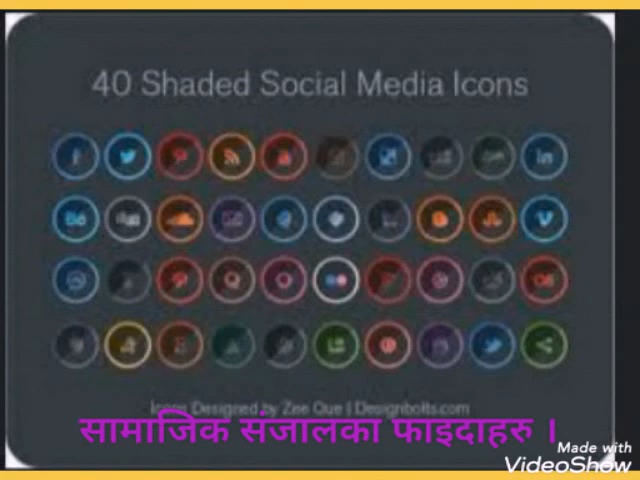 40 Shaded Social Media Icons
Icons Designed by Zee Que | Designbolts.com
सामाजिक संजालका फाइदाहरु ।
Made with
VideoShow